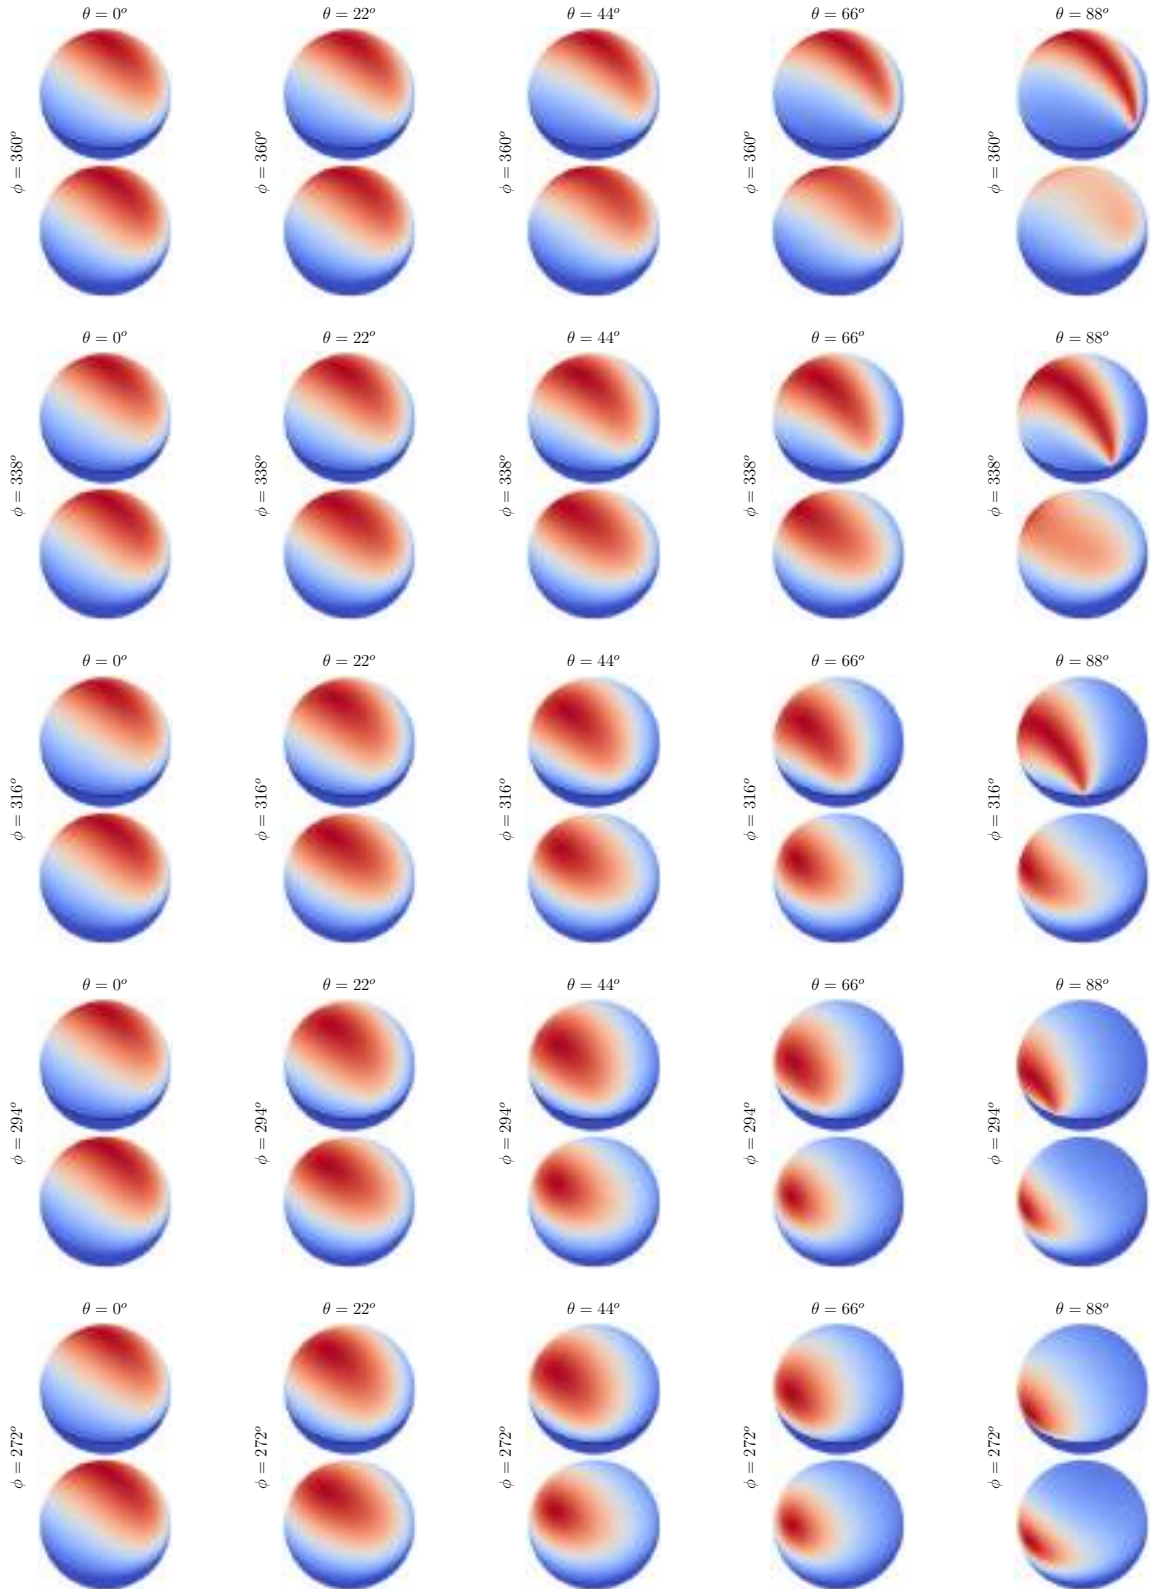 θ = 0° θ = 22° θ = 44° θ = 66° θ = 88°
ϕ = 360° ϕ = 360° ϕ = 360° ϕ = 360° ϕ = 360°
θ = 0° θ = 22° θ = 44° θ = 66° θ = 88°
ϕ = 338° ϕ = 338° ϕ = 338° ϕ = 338° ϕ = 338°
θ = 0° θ = 22° θ = 44° θ = 66° θ = 88°
ϕ = 316° ϕ = 316° ϕ = 316° ϕ = 316° ϕ = 316°
θ = 0° θ = 22° θ = 44° θ = 66° θ = 88°
ϕ = 294° ϕ = 294° ϕ = 294° ϕ = 294° ϕ = 294°
θ = 0° θ = 22° θ = 44° θ = 66° θ = 88°
ϕ = 272° ϕ = 272° ϕ = 272° ϕ = 272° ϕ = 272°